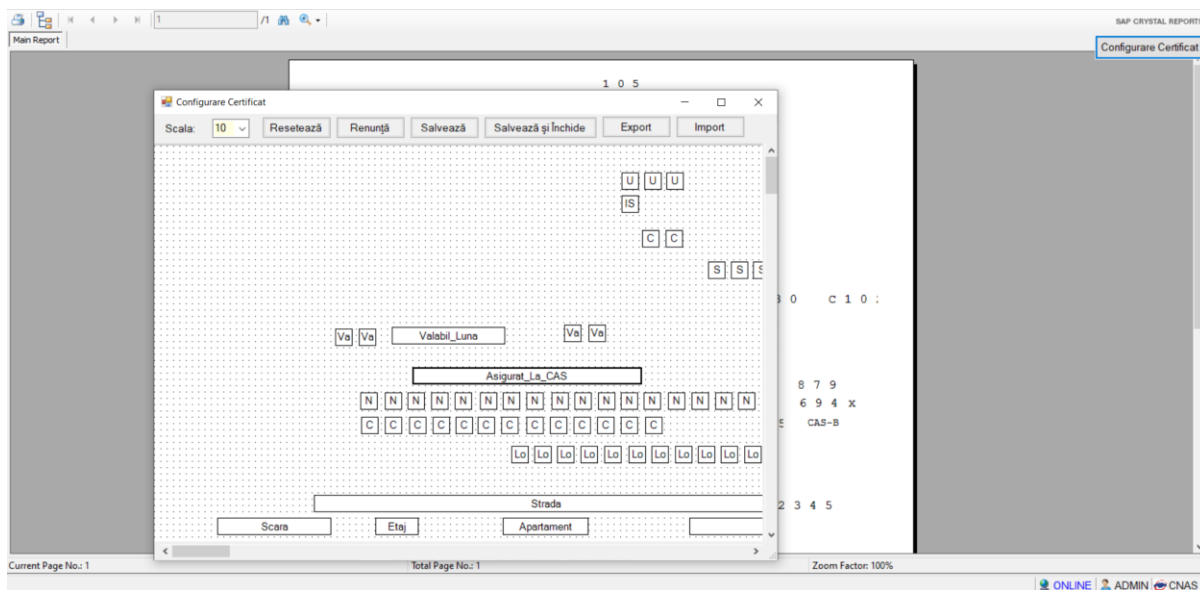 1 /1 SAP CRYSTAL REPORTS
Main Report
Configurare Certificat
1 0 5
Configurare Certificat
Scala: 10 Resetează Renunță Salvează Salvează și Închide Export Import
U U U
IS
C C
S S S
3 0 C 1 0 :
Va Va Valabil_Luna Va Va
Asigurat_La_CAS
8 7 9
N N N N N N N N N N N N N N N N N
6 9 4 X
C C C C C C C C C C C C C
CAS-B
Lo Lo Lo Lo Lo Lo Lo Lo Lo Lo Lo
Strada
2 3 4 5
Scara Etaj Apartament
Current Page No.: 1 Total Page No.: 1 Zoom Factor: 100%
ONLINE ADMIN CNAS